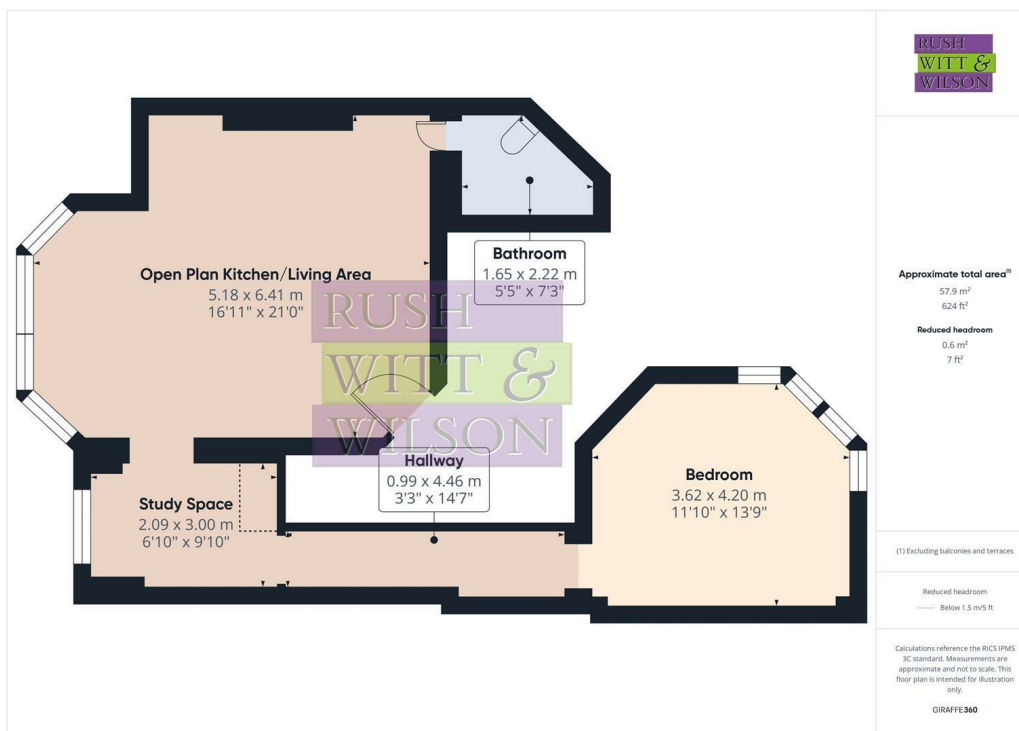 RUSH
WITT &
WILSON
Open Plan Kitchen/Living Area
5.18 x 6.41 m
16'11" x 21'0"
Bathroom
1.65 x 2.22 m
5'5" x 7'3"
RUSH
WITT &
WILSON
Hallway
0.99 x 4.46 m
3'3" x 14'7"
Study Space
2.09 x 3.00 m
6'10" x 9'10"
Bedroom
3.62 x 4.20 m
11'10" x 13'9"
Approximate total area(1)
57.9 m²
624 ft²
Reduced headroom
0.6 m²
7 ft²
(1) Excluding balconies and terraces
Reduced headroom
Below 1.5 m/5 ft
Calculations reference the RICS IPMS
3C standard. Measurements are
approximate and not to scale. This
floor plan is intended for illustration
only.
GIRAFFE360